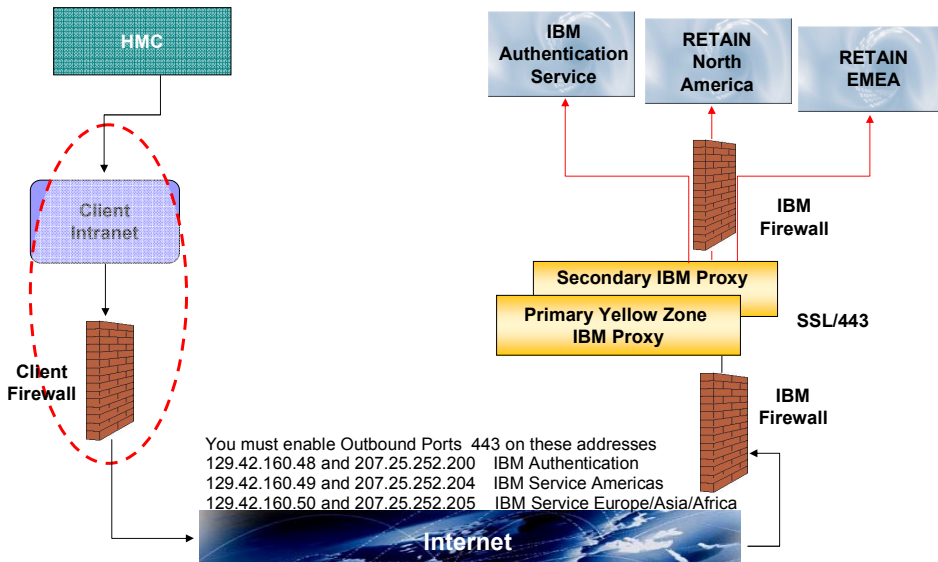 HMC
Client
Intranet
Client
Firewall
IBM
Authentication
Service
RETAIN
North
America
RETAIN
EMEA
IBM
Firewall
Secondary IBM Proxy
Primary Yellow Zone
IBM Proxy
SSL/443
IBM
Firewall
You must enable Outbound Ports 443 on these addresses
129.42.160.48 and 207.25.252.200 IBM Authentication
129.42.160.49 and 207.25.252.204 IBM Service Americas
129.42.160.50 and 207.25.252.205 IBM Service Europe/Asia/Africa
Internet